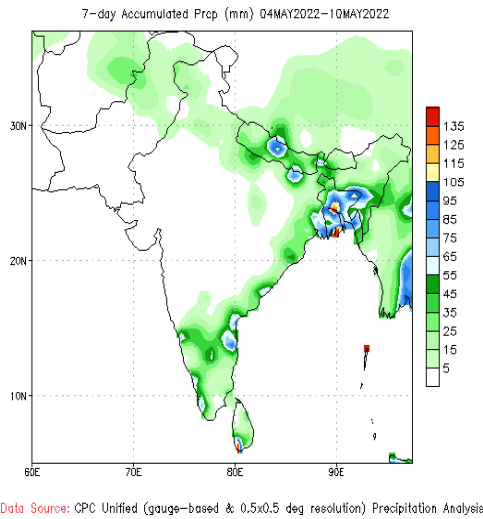 7-day Accumulated Prcp (mm) 04MAY2022-10MAY2022
30N
20N
10N
60E 70E 80E 90E
135
125
115
105
95
85
75
65
55
45
35
25
15
5
Data Source: CPC Unified (gauge-based & 0.5x0.5 deg resolution) Precipitation Analysis